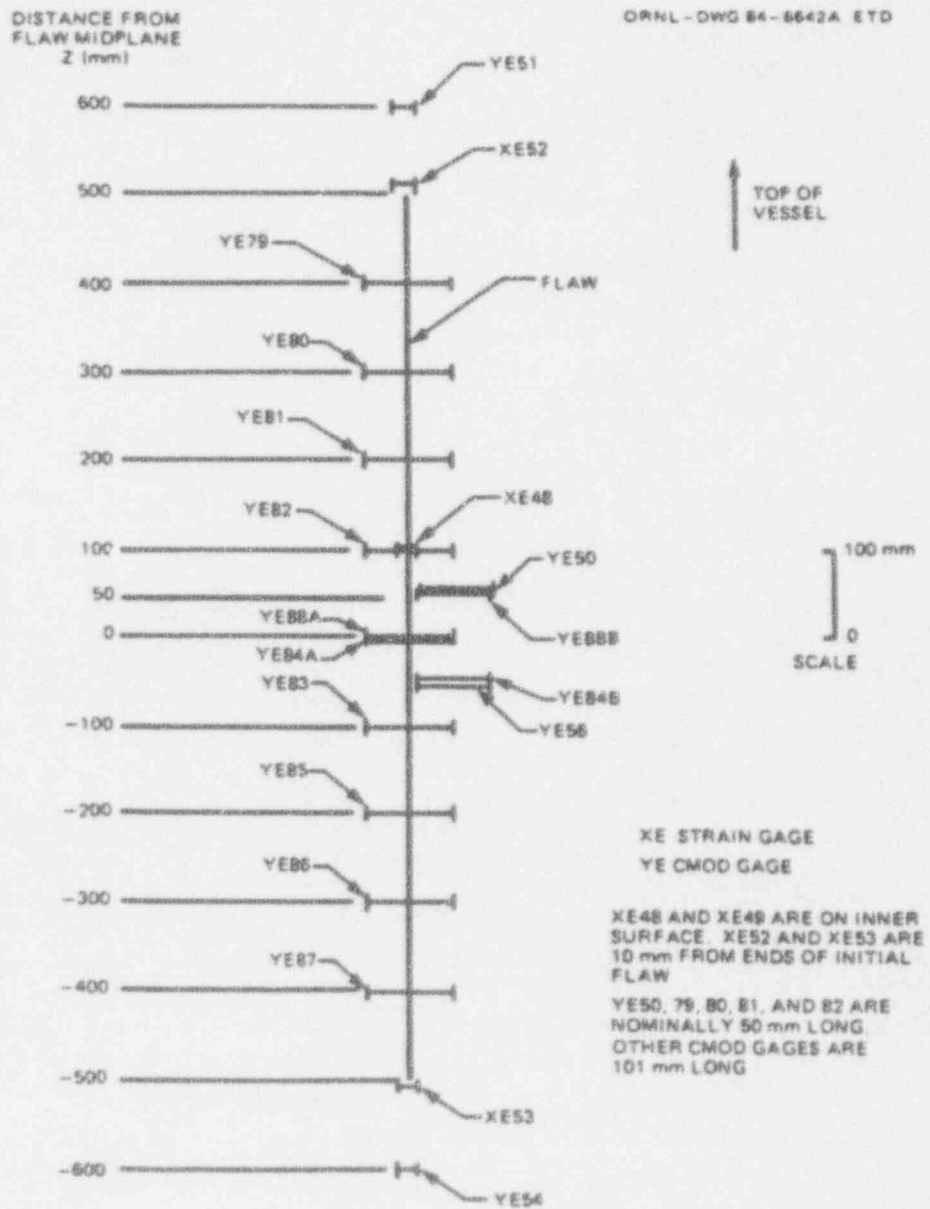 DISTANCE FROM
FLAW MIDPLANE
Z (mm)
ORNL-DWG 84-6642A ETD
YE51
600
XE52
500
TOP OF
VESSEL
YE79
400
FLAW
YE80
300
YE81
200
XE48
YE82
100
100 mm
YE50
50
YE88A
0
YE88B
0
YE84A
SCALE
YE83
YE84B
YE56
-100
YE85
-200
XE STRAIN GAGE
YE CMOD GAGE
YE86
-300
XE48 AND XE49 ARE ON INNER
SURFACE. XE52 AND XE53 ARE
10 mm FROM ENDS OF INITIAL
FLAW
YE87
-400
YE50, 79, 80, 81, AND 82 ARE
NOMINALLY 50 mm LONG
OTHER CMOD GAGES ARE
101 mm LONG
-500
XE53
-600
YE54